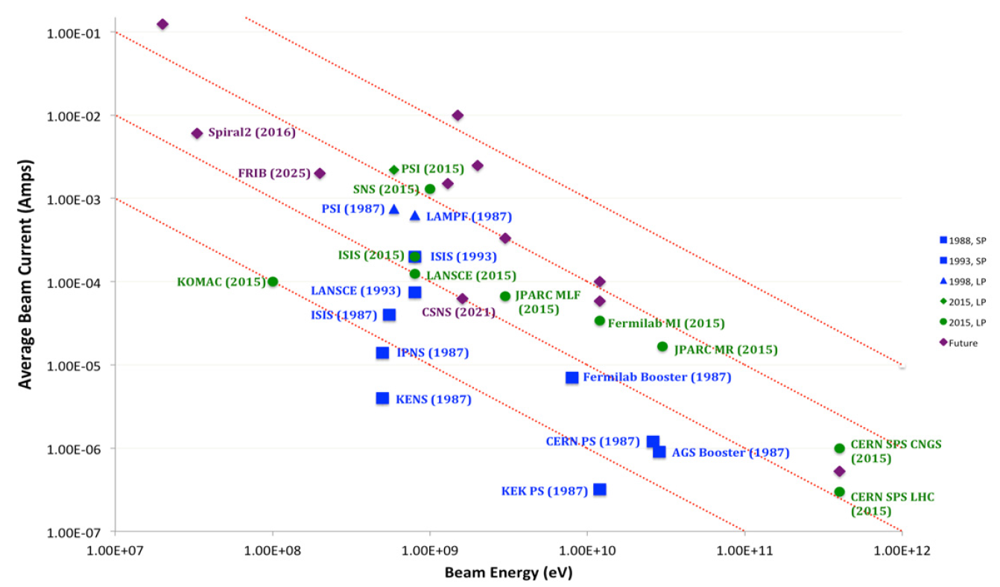 1.00E-01
1.00E-02
Spiral2 (2016)
FRIB (2025)
PSI (2015)
SNS (2015)
1.00E-03
PSI (1987)
LAMPF (1987)
ISIS (2015)
ISIS (1993)
LANSCE (2015)
1.00E-04
KOMAC (2015)
LANSCE (1993)
JPARC MLF
(2015)
CSNS (2021)
ISIS (1987)
Fermilab MI (2015)
JPARC MR (2015)
IPNS (1987)
1.00E-05
Fermilab Booster (1987)
KENS (1987)
CERN PS (1987)
1.00E-06
AGS Booster (1987)
CERN SPS CNGS
(2015)
KEK PS (1987)
CERN SPS LHC
(2015)
1.00E-07
1.00E+07
1.00E+08
1.00E+09
1.00E+10
1.00E+11
1.00E+12
Beam Energy (eV)
Average Beam Current (Amps)
1988, SP
1993, SP
1998, LP
2015, LP
2015, LP
Future